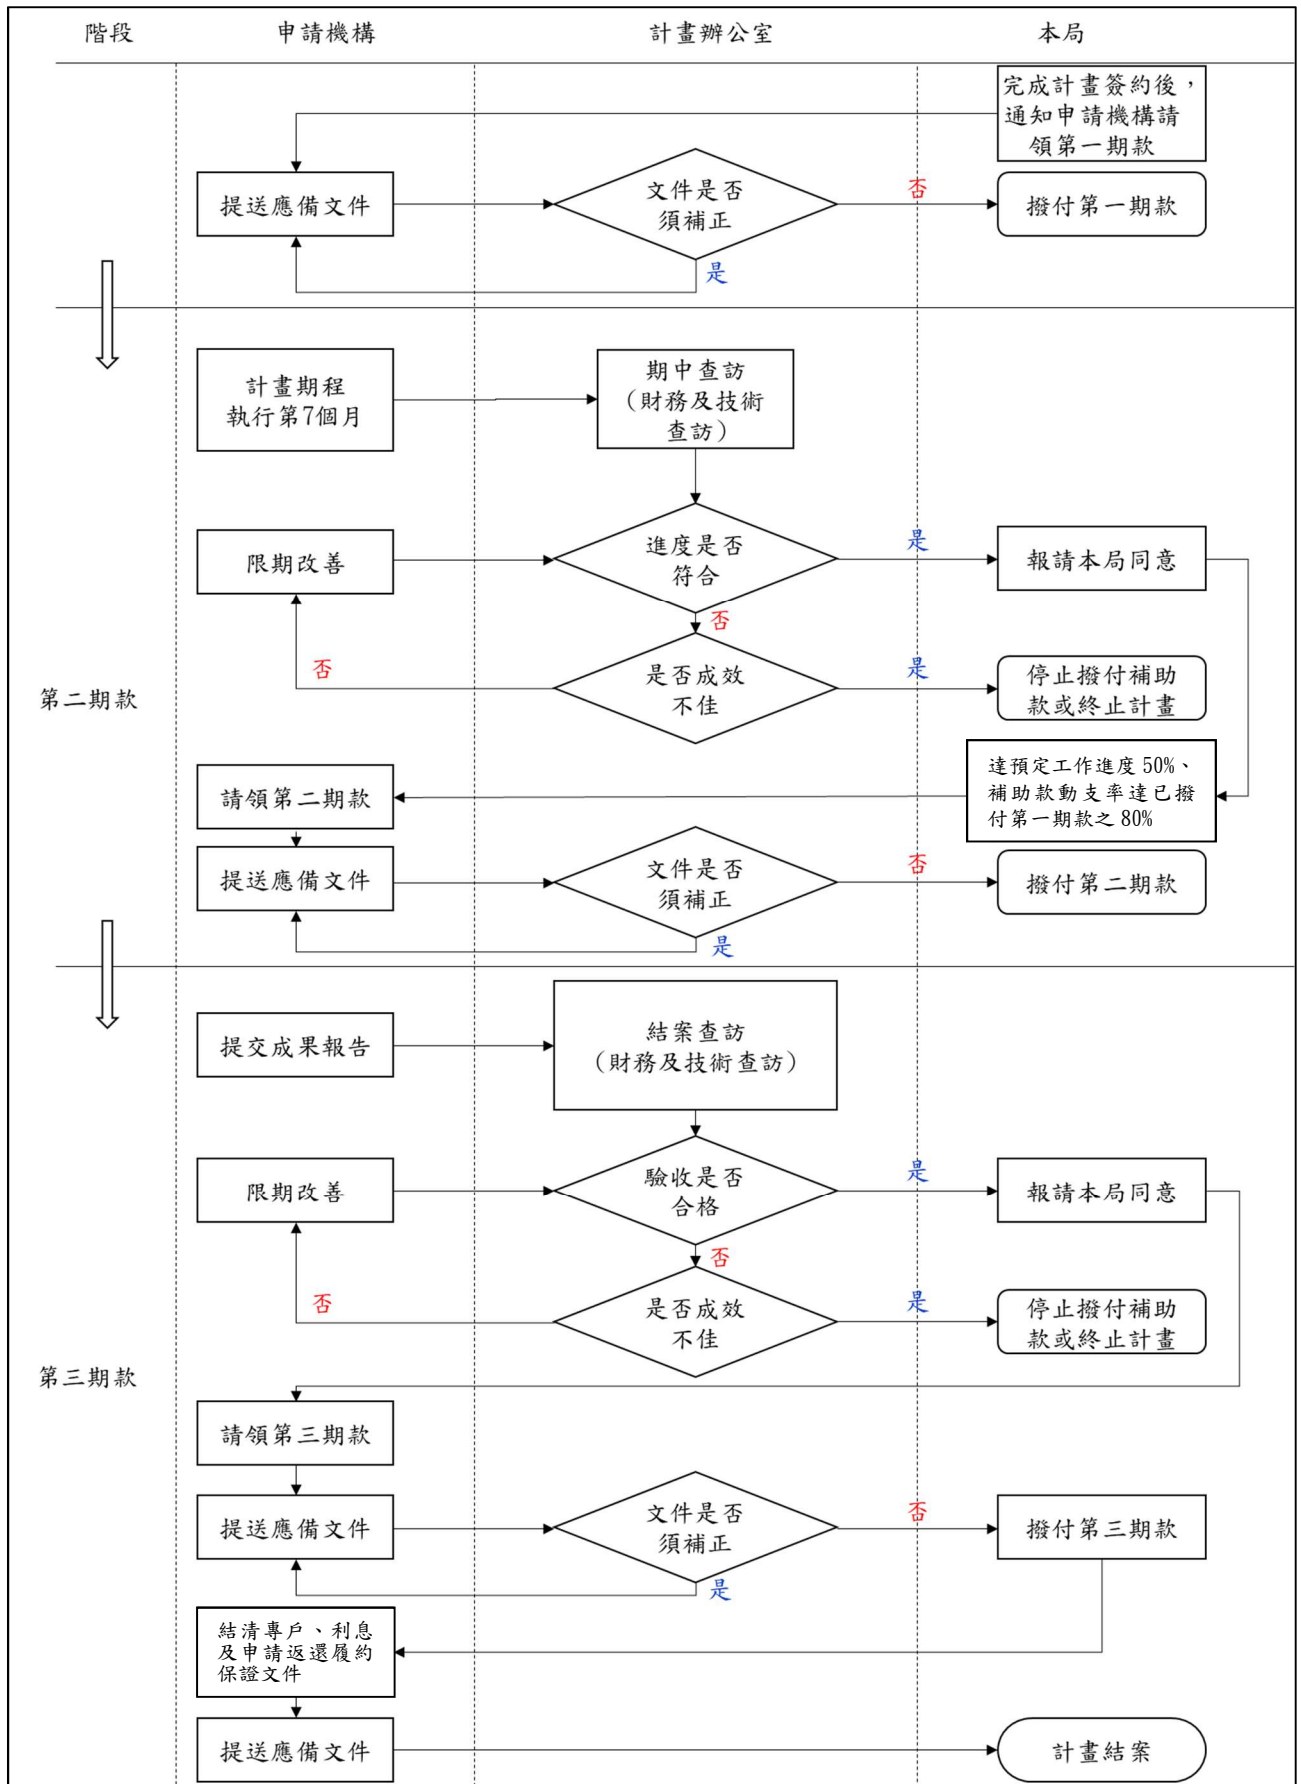 階段 申請機構 計畫辦公室 本局
完成計畫簽約後，
通知申請機構請
領第一期款
提送應備文件
文件是否
須補正
否
撥付第一期款
是
計畫期程
執行第7個月
期中查訪
（財務及技術
查訪）
限期改善
進度是否
符合
是
報請本局同意
否
否
是否成效
不佳
是
停止撥付補助
款或終止計畫
第二期款
達預定工作進度 50%、
補助款動支率達已撥
付第一期款之 80%
請領第二期款
提送應備文件
文件是否
須補正
否
撥付第二期款
是
提交成果報告
結案查訪
（財務及技術查訪）
限期改善
驗收是否
合格
是
報請本局同意
否
否
是否成效
不佳
是
停止撥付補助
款或終止計畫
第三期款
請領第三期款
提送應備文件
文件是否
須補正
否
撥付第三期款
是
結清專戶、利息
及申請返還履約
保證文件
提送應備文件
計畫結案